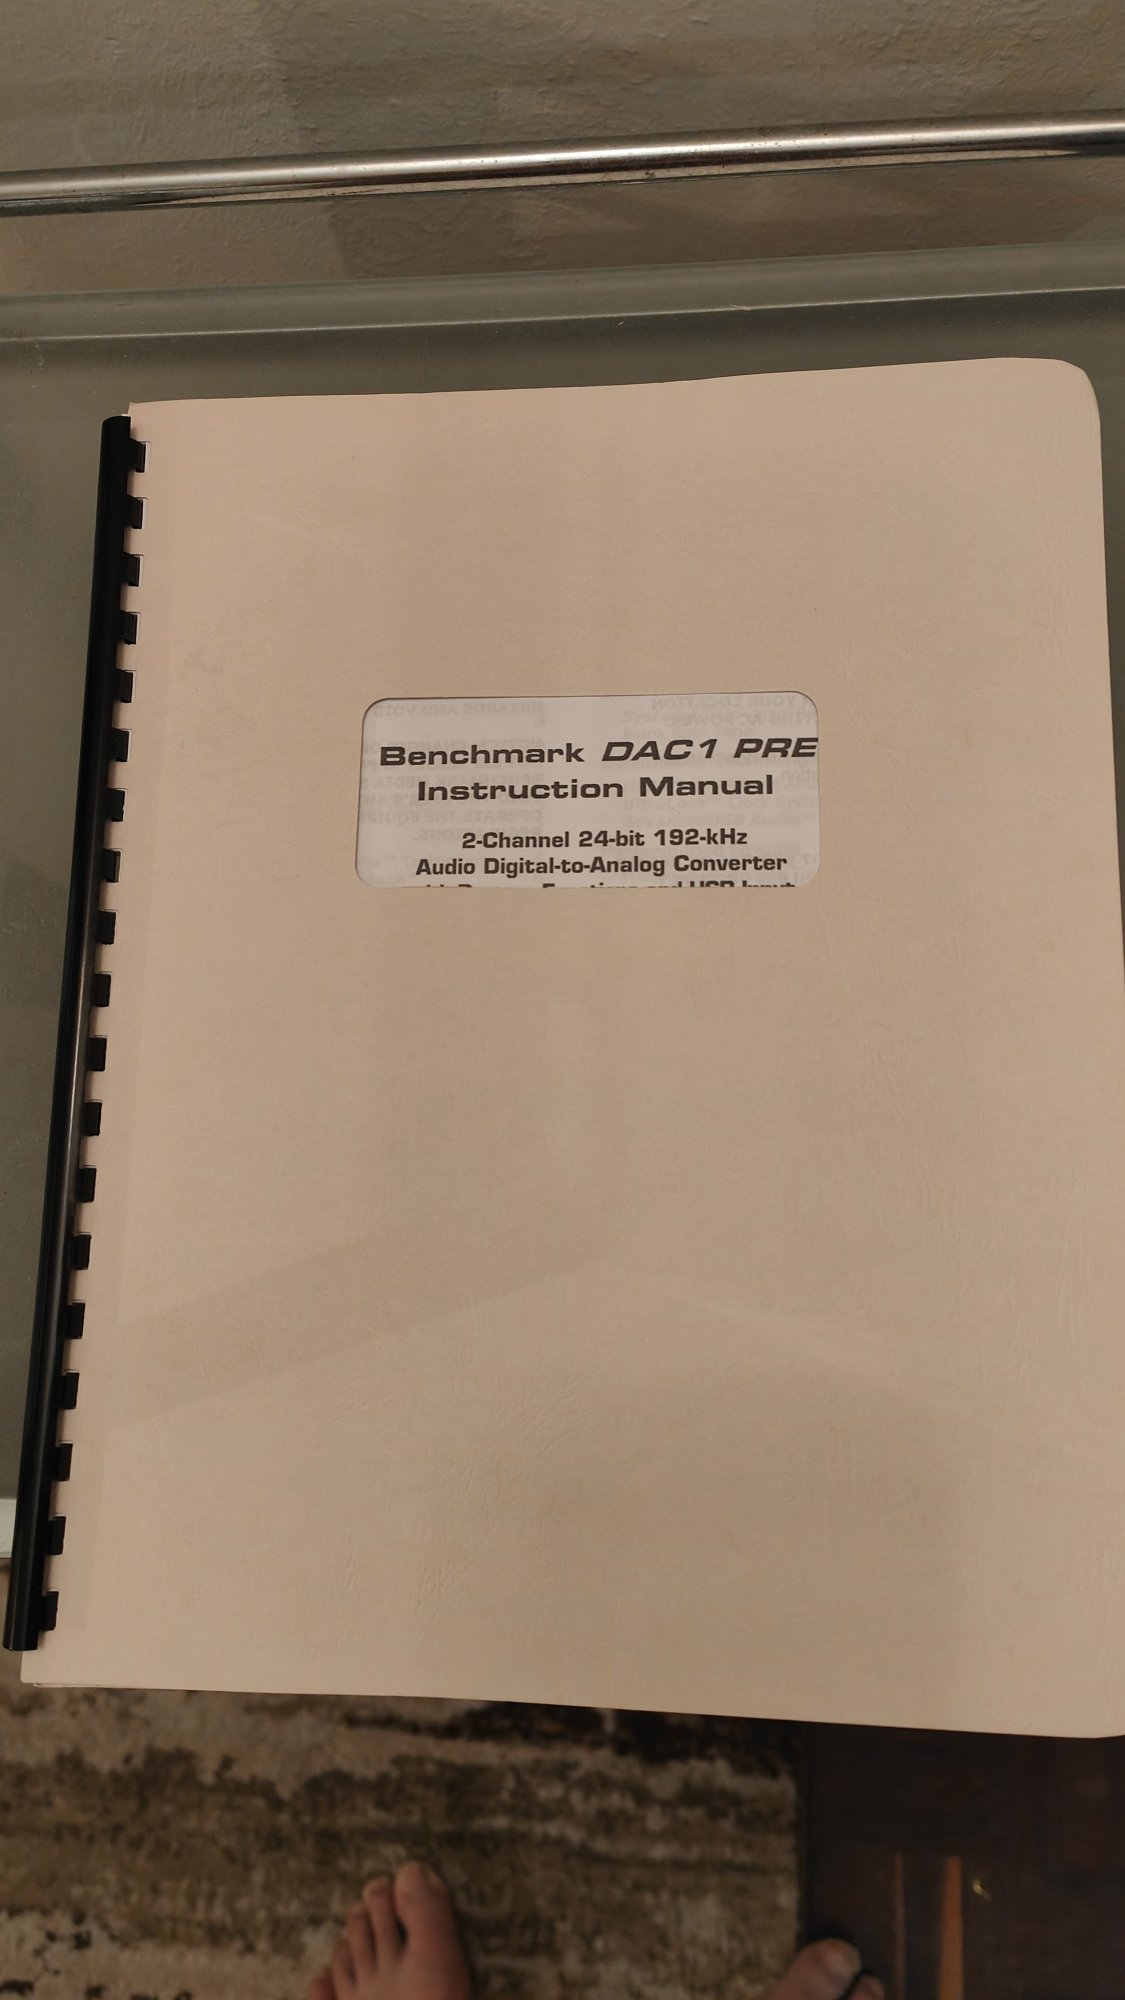 Benchmark DAC1 PRE
Instruction Manual
2-Channel 24-bit 192-kHz
Audio Digital-to-Analog Converter